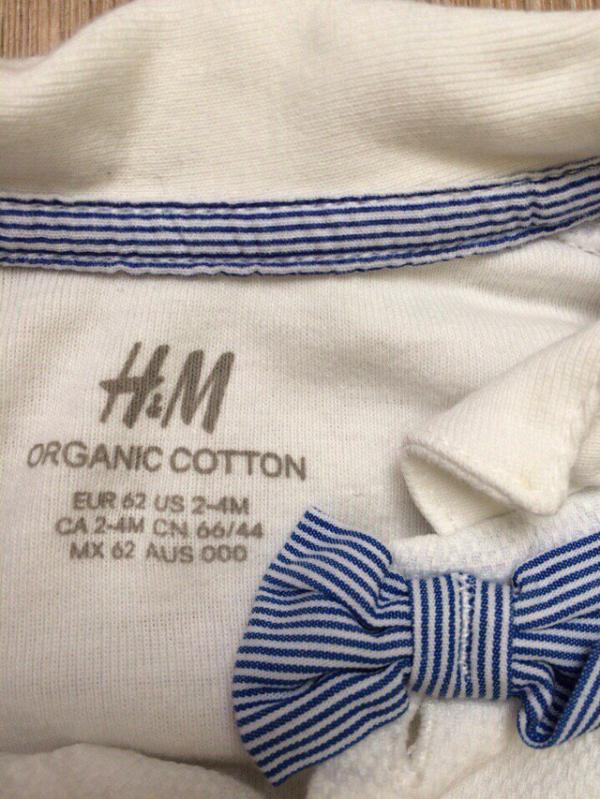 H&M
ORGANIC COTTON
EUR 62 US 2-4M
CA 2-4M CN 66/44
MX 62 AUS 000